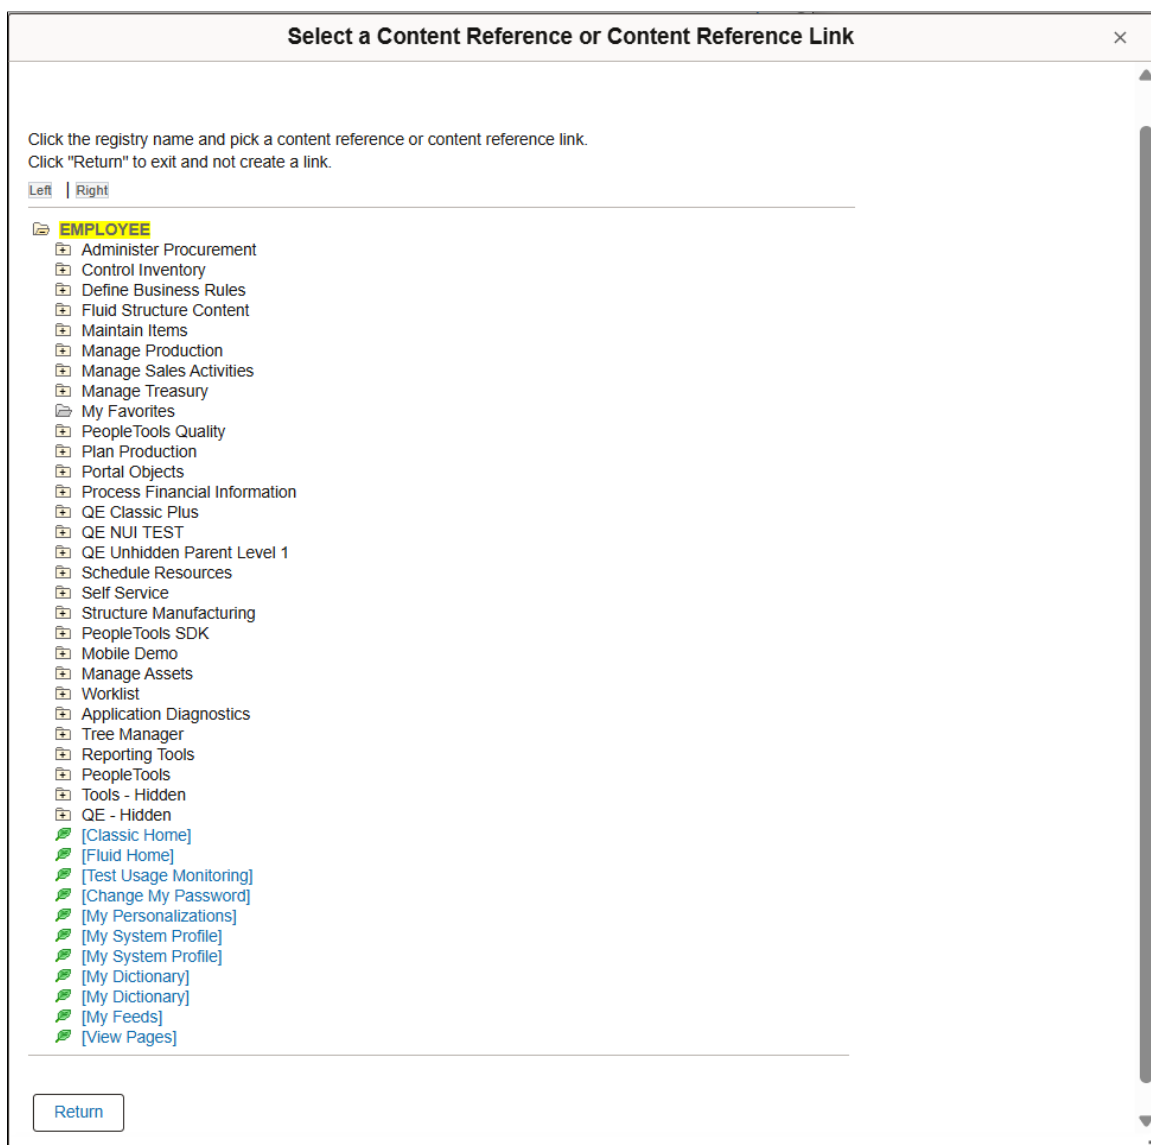 Select a Content Reference or Content Reference Link
×
Click the registry name and pick a content reference or content reference link.
Click "Return" to exit and not create a link.
Left | Right
EMPLOYEE
Administer Procurement
Control Inventory
Define Business Rules
Fluid Structure Content
Maintain Items
Manage Production
Manage Sales Activities
Manage Treasury
My Favorites
PeopleTools Quality
Plan Production
Portal Objects
Process Financial Information
QE Classic Plus
QE NUI TEST
QE Unhidden Parent Level 1
Schedule Resources
Self Service
Structure Manufacturing
PeopleTools SDK
Mobile Demo
Manage Assets
Worklist
Application Diagnostics
Tree Manager
Reporting Tools
PeopleTools
Tools - Hidden
QE - Hidden
[Classic Home]
[Fluid Home]
[Test Usage Monitoring]
[Change My Password]
[My Personalizations]
[My System Profile]
[My System Profile]
[My Dictionary]
[My Dictionary]
[My Feeds]
[View Pages]
Return